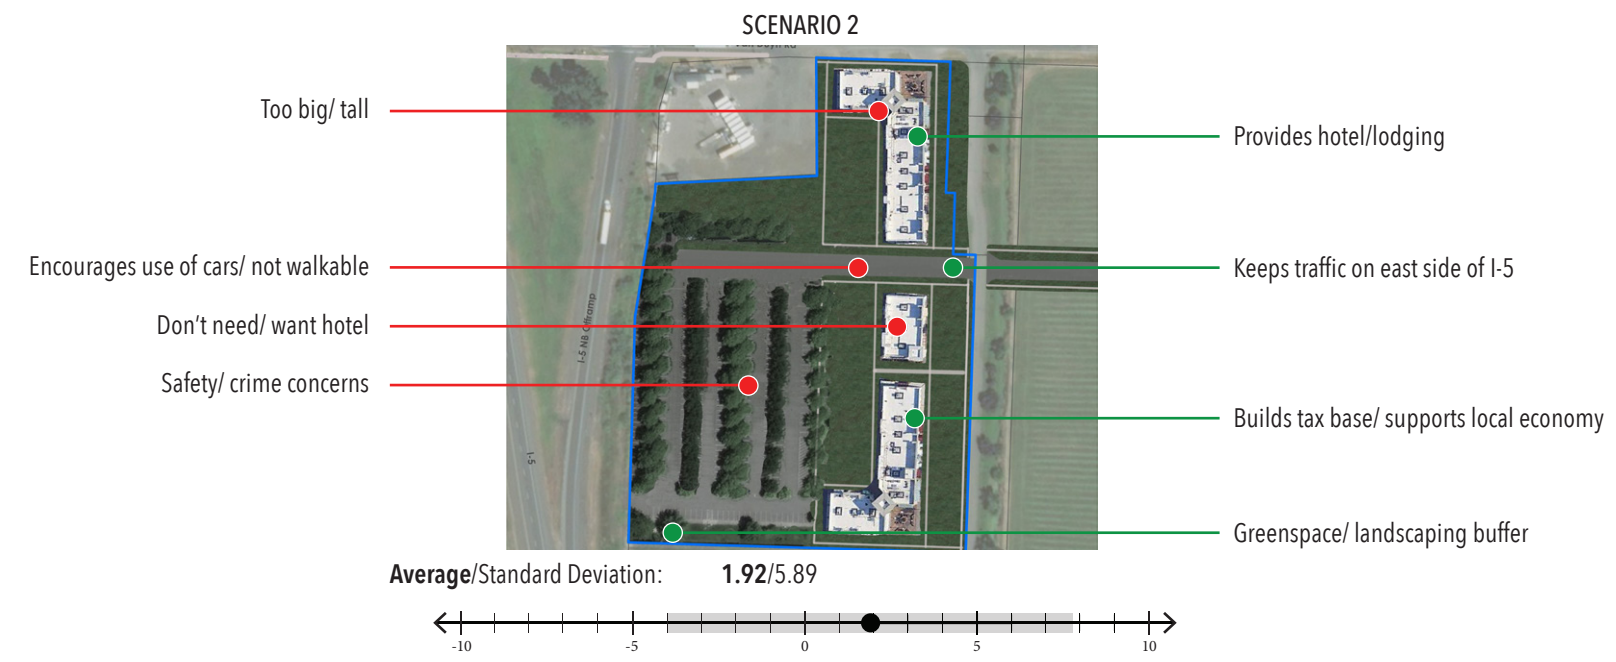 SCENARIO 2
Too big/ tall
Encourages use of cars/ not walkable
Don't need/ want hotel
Safety/ crime concerns
I-5 NB Offramp
I-5
Provides hotel/lodging
Keeps traffic on east side of I-5
Builds tax base/ supports local economy
Greenspace/ landscaping buffer
Average/Standard Deviation: 1.92/5.89
-10 -5 0 5 10